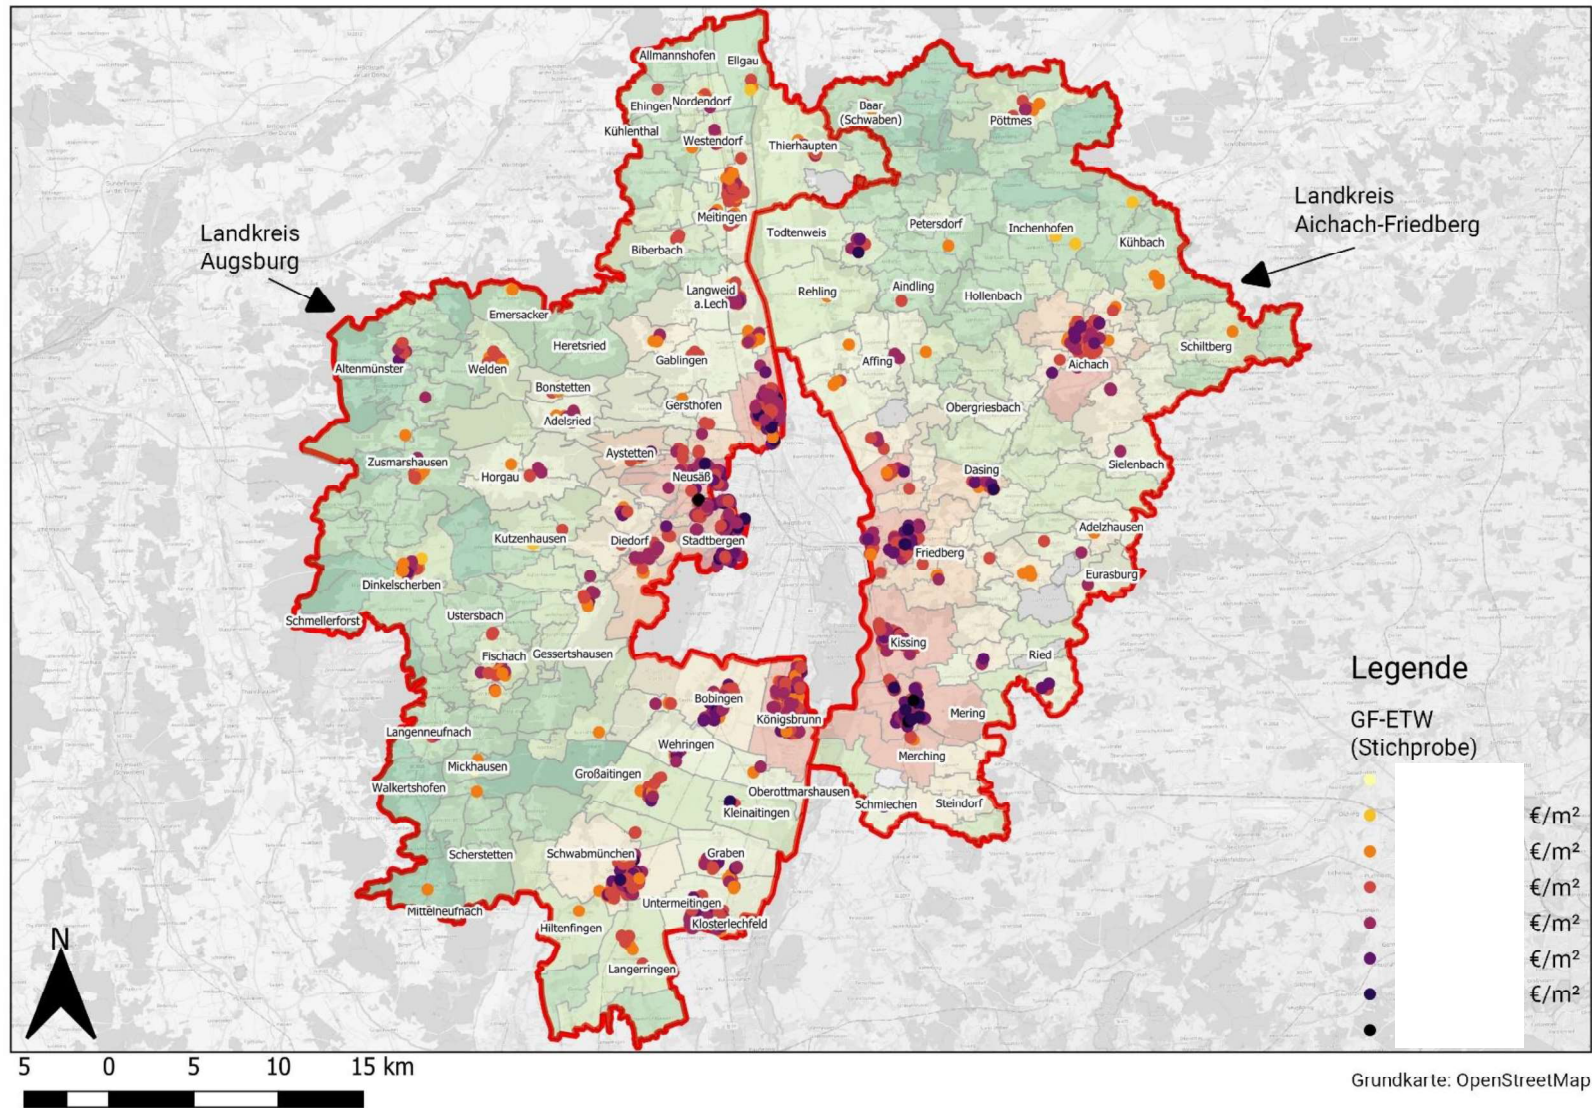 Allmannshofen
Ellgau
Ehingen
Nordendorf
Kühlenthal
Westendorf
Baar
(Schwaben)
Pöttmes
Thierhaupten
Landkreis
Augsburg
Landkreis
Aichach-Friedberg
Meitingen
Biberbach
Todtenweis
Petersdorf
Inchenhofen
Kühbach
Langweid
a.Lech
Rehling
Aindling
Hollenbach
Emersacker
Heretsried
Gablingen
Affing
Aichach
Schiltberg
Altenmünster
Welden
Bonstetten
Adelsried
Gersthofen
Obergriesbach
Zusmarshausen
Horgau
Aystetten
Neusäß
Dasing
Sielenbach
Kutzenhausen
Diedorf
Stadtbergen
Friedberg
Adelzhausen
Dinkelscherben
Eurasburg
Schmellerforst
Ustersbach
Fischach
Gessertshausen
Kissing
Ried
Bobingen
Königsbrunn
Mering
Langenneufnach
Wehringen
Merching
Mickhausen
Großaitingen
Walkertshofen
Oberottmarshausen
Kleinaitingen
Schmiechen
Steindorf
Scherstetten
Schwabmünchen
Graben
Mittelneufnach
Untermeitingen
Hiltenfingen
Klosterlechfeld
Langerringen
Legende
GF-ETW
(Stichprobe)
€/m²
€/m²
€/m²
€/m²
€/m²
€/m²
N
5 0 5 10 15 km
Grundkarte: OpenStreetMap